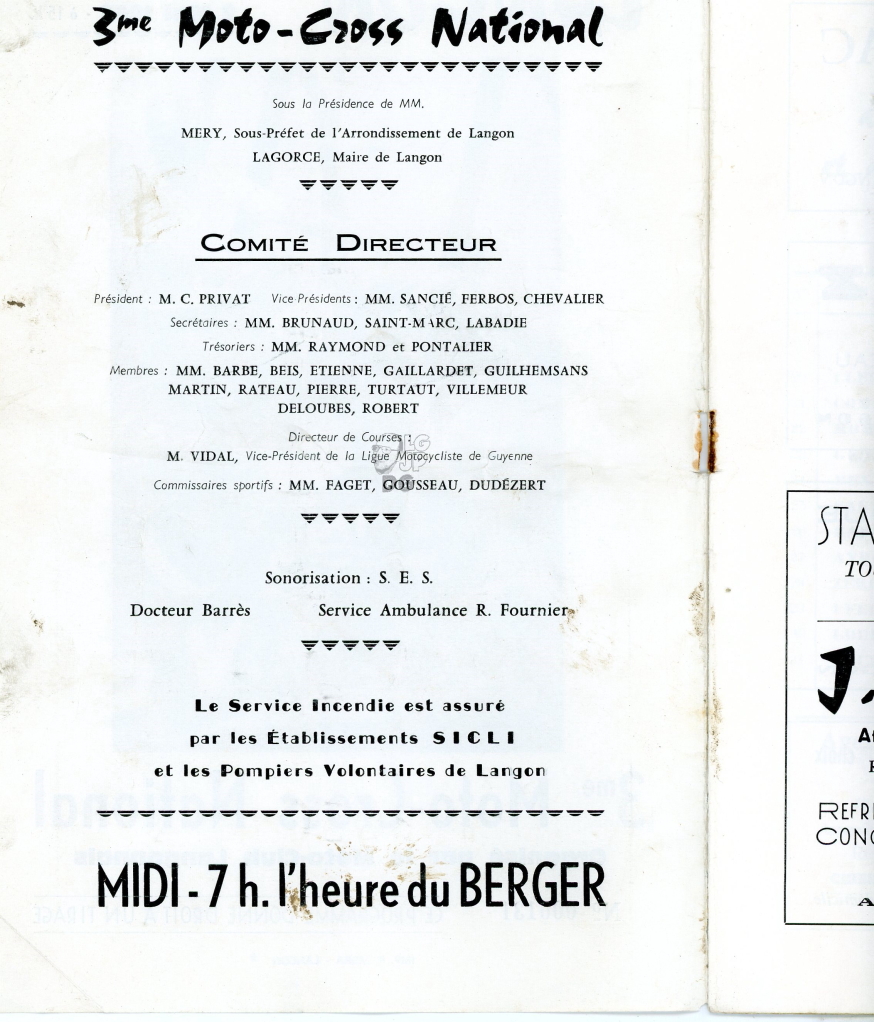 3me Moto-Cross National
Sous la Présidence de MM.
MERY, Sous-Préfet de l'Arrondissement de Langon
LAGORCE, Maire de Langon
COMITÉ DIRECTEUR
Président : M. C. PRIVAT Vice-Présidents : MM. SANCIÉ, FERBOS, CHEVALIER
Secrétaires : MM. BRUNAUD, SAINT-MARC, LABADIE
Trésoriers : MM. RAYMOND et PONTALIER
Membres : MM. BARBE, BEIS, ETIENNE, GAILLARDET, GUILHEMSANS
MARTIN, RATEAU, PIERRE, TURTAUT, VILLEMEUR
DELOUBES, ROBERT
Directeur de Courses :
M. VIDAL, Vice-Président de la Ligue Motocycliste de Guyenne
Commissaires sportifs : MM. FAGET, GOUSSEAU, DUDÉZERT
Sonorisation : S. E. S.
Docteur Barrès Service Ambulance R. Fournier
Le Service Incendie est assuré
par les Établissements SICLI
et les Pompiers Volontaires de Langon
MIDI - 7 h. l'heure du BERGER
STA
TO
J.
A
REFRI
CONC
A